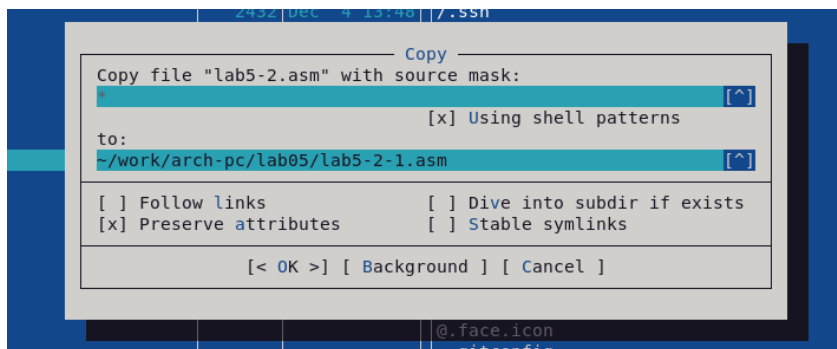 2432 Dec 4 13:48 /.ssh
Copy
Copy file "lab5-2.asm" with source mask:
* [^]
[x] Using shell patterns
to:
~/work/arch-pc/lab05/lab5-2-1.asm [^]
[ ] Follow links [ ] Dive into subdir if exists
[x] Preserve attributes [ ] Stable symlinks
[< OK >] [ Background ] [ Cancel ]
@.face.icon